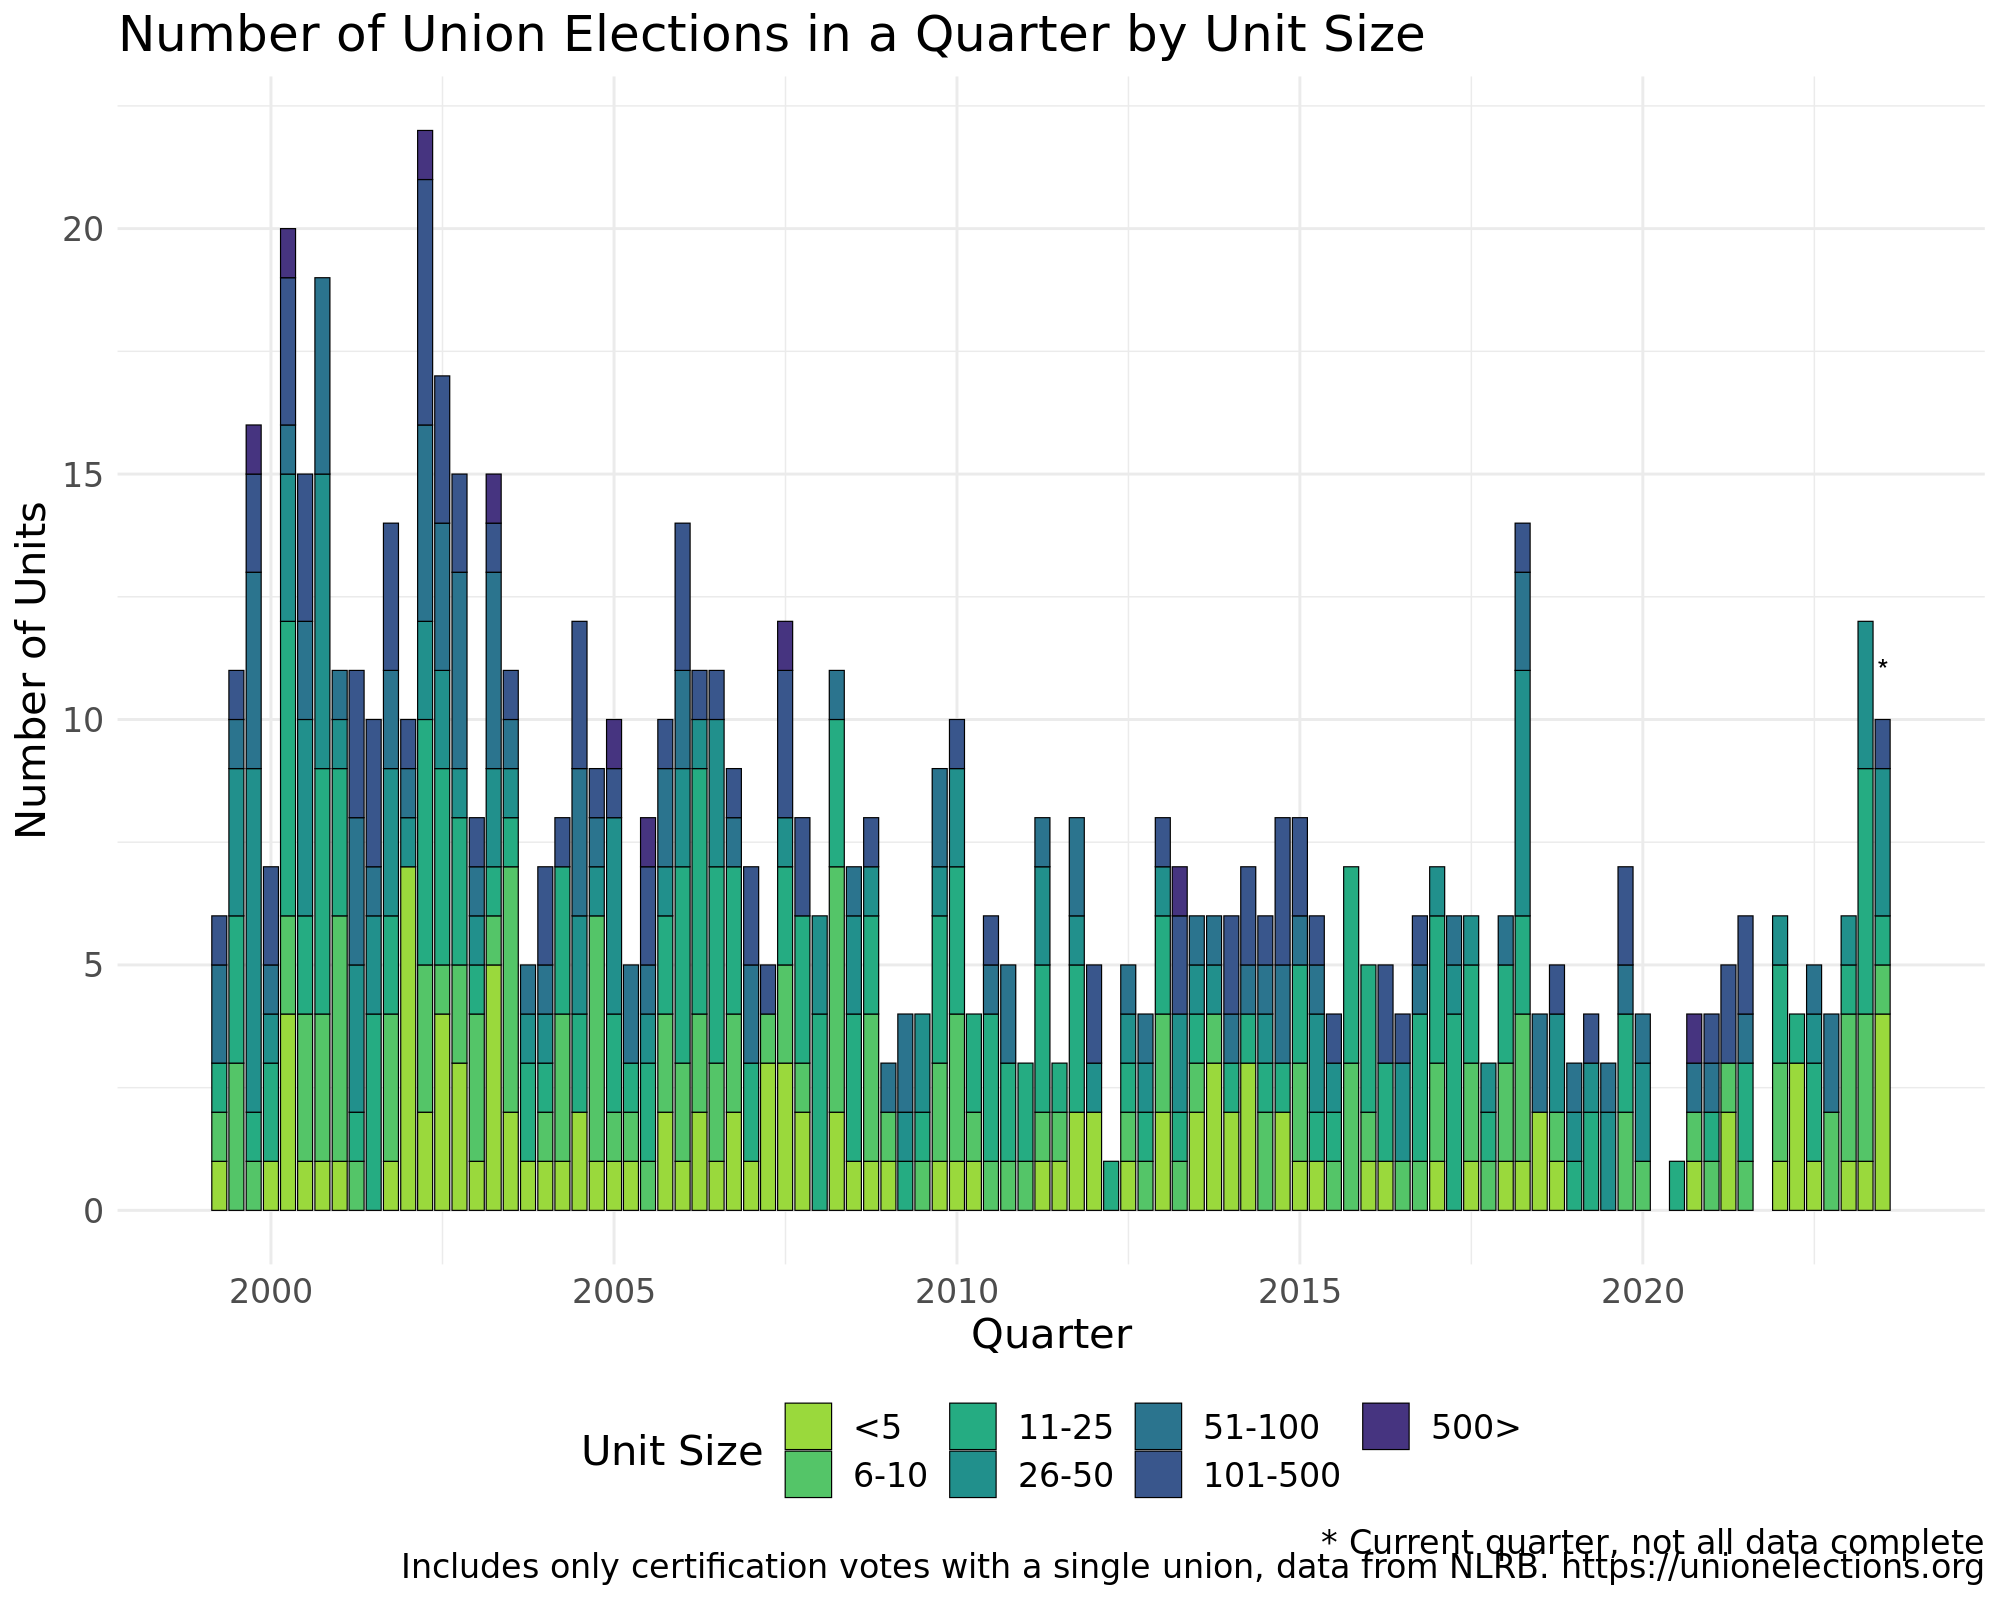 Number of Union Elections in a Quarter by Unit Size
Number of Units
20
15
10
5
0
*
2000 2005 2010 2015 2020
Quarter
Unit Size
<5 11-25 51-100 500>
6-10 26-50 101-500
* Current quarter, not all data complete
Includes only certification votes with a single union, data from NLRB. https://unionelections.org